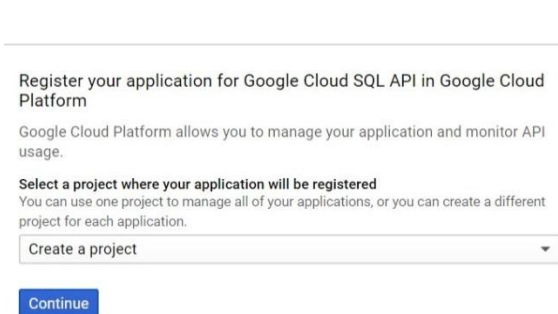 Register your application for Google Cloud SQL API in Google Cloud
Platform
Google Cloud Platform allows you to manage your application and monitor API
usage.
Select a project where your application will be registered
You can use one project to manage all of your applications, or you can create a different
project for each application.
Create a project
Continue